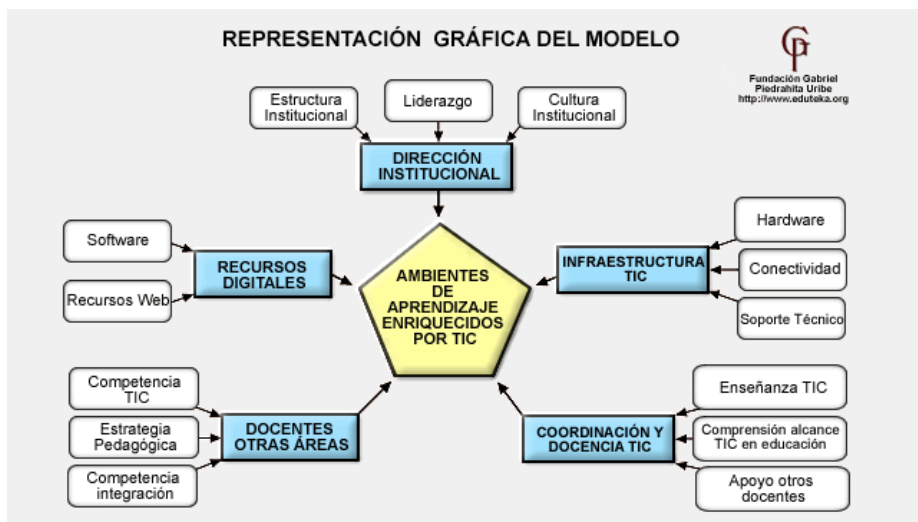 REPRESENTACIÓN GRÁFICA DEL MODELO
Fundación Gabriel
Piedrahita Uribe
http://www.eduteka.org
Estructura
Institucional
Liderazgo
Cultura
Institucional
DIRECCIÓN
INSTITUCIONAL
Software
Recursos Web
RECURSOS
DIGITALES
AMBIENTES
DE
APRENDIZAJE
ENRIQUECIDOS
POR TIC
INFRAESTRUCTURA
TIC
Hardware
Conectividad
Soporte Técnico
Competencia
TIC
Estrategia
Pedagógica
Competencia
integración
DOCENTES
OTRAS ÁREAS
COORDINACIÓN Y
DOCENCIA TIC
Enseñanza TIC
Comprensión alcance
TIC en educación
Apoyo otros
docentes